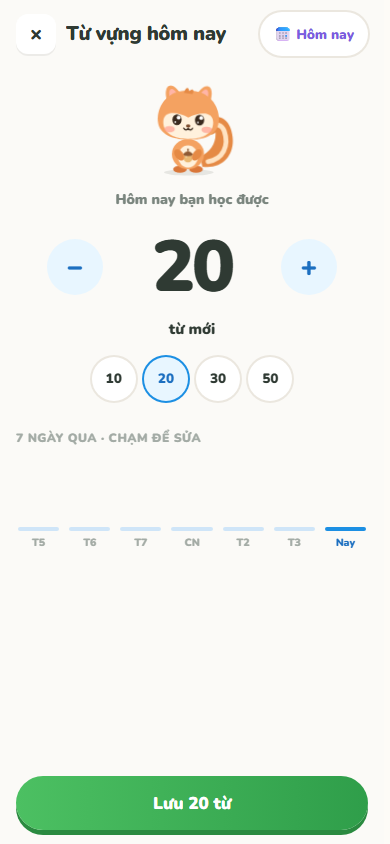 × Từ vựng hôm nay Hôm nay
Hôm nay bạn học được
− 20 +
từ mới
10 20 30 50
7 NGÀY QUA · CHẠM ĐỂ SỬA
T5 T6 T7 CN T2 T3 Nay
Lưu 20 từ